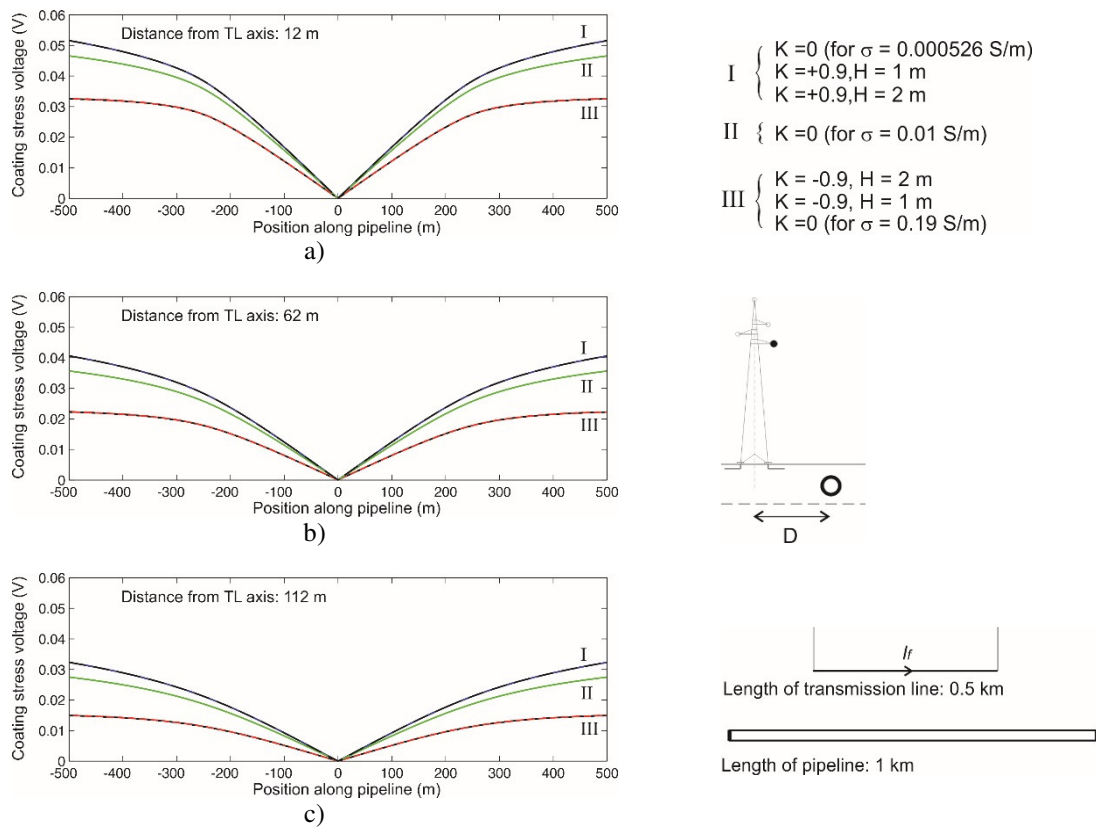 0.06
0.05
0.04
0.03
0.02
0.01
0
Coating stress voltage (V)
Distance from TL axis: 12 m
I
II
III
-500 -400 -300 -200 -100 0 100 200 300 400 500
Position along pipeline (m)
a)
I
K =0 (for σ = 0.000526 S/m)
K =+0.9,H = 1 m
K =+0.9,H = 2 m
II
K=0 (for σ = 0.01 S/m)
III
K = -0.9, H = 2 m
K = -0.9, H = 1 m
K =0 (for σ = 0.19 S/m)
0.06
0.05
0.04
0.03
0.02
0.01
0
Coating stress voltage (V)
Distance from TL axis: 62 m
I
II
III
-500 -400 -300 -200 -100 0 100 200 300 400 500
Position along pipeline (m)
b)
D
0.06
0.05
0.04
0.03
0.02
0.01
0
Coating stress voltage (V)
Distance from TL axis: 112 m
I
II
III
-500 -400 -300 -200 -100 0 100 200 300 400 500
Position along pipeline (m)
c)
If
Length of transmission line: 0.5 km
Length of pipeline: 1 km